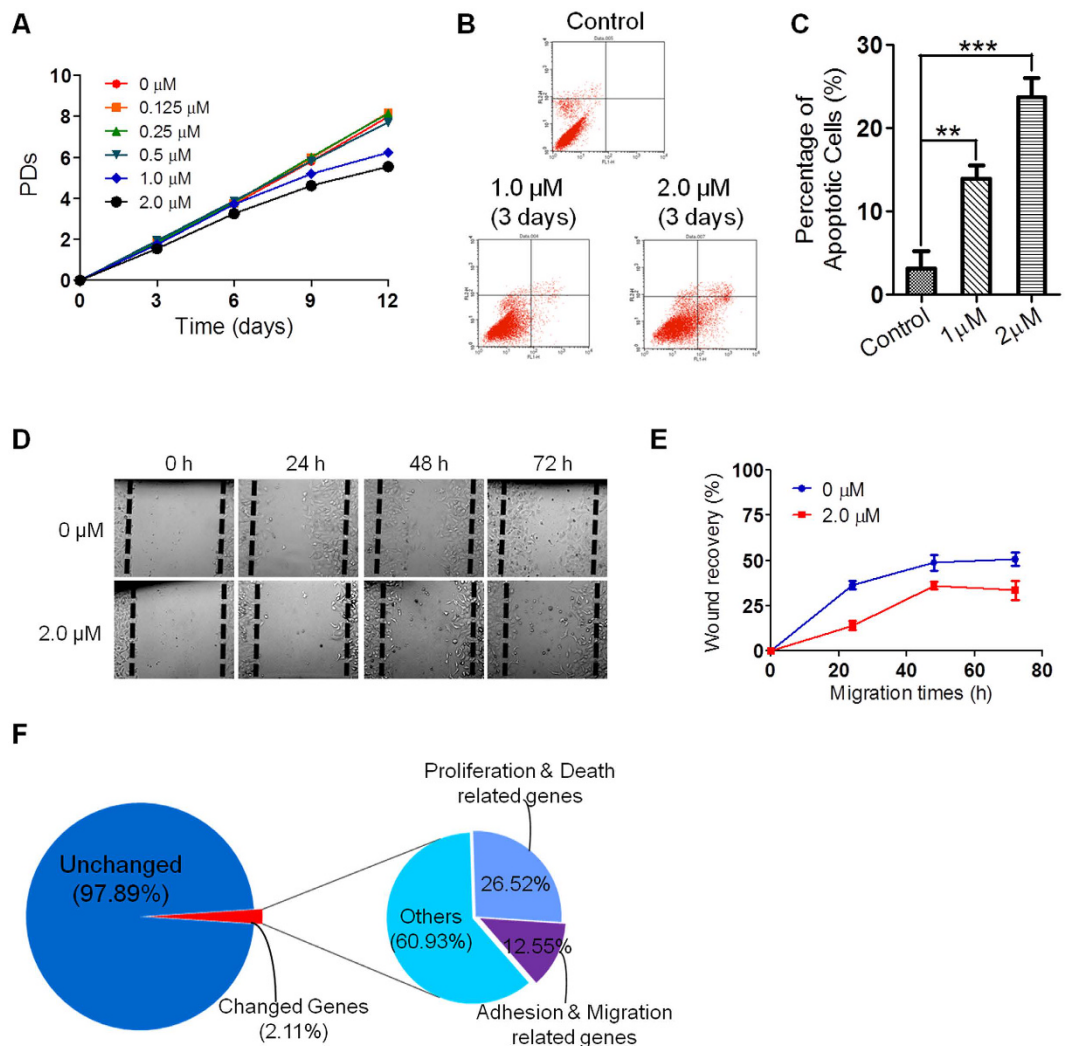 A
PDs
10
8
6
4
2
0
0 μM
0.125 μM
0.25 μM
0.5 μM
1.0 μM
2.0 μM
0 3 6 9 12
Time (days)
B
Control
1.0 μM
(3 days)
2.0 μM
(3 days)
FL1-H
FL1-H
FL1-H
C
Percentage of
Apoptotic Cells (%)
30
20
10
0
***
**
Control
1μM
2μM
D
0 h 24 h 48 h 72 h
0 μM
2.0 μM
E
Wound recovery (%)
100
75
50
25
0
0 μM
2.0 μM
0 20 40 60 80
Migration times (h)
F
Unchanged
(97.89%)
Changed Genes
(2.11%)
Proliferation & Death
related genes
26.52%
Others
(60.93%)
12.55%
Adhesion & Migration
related genes